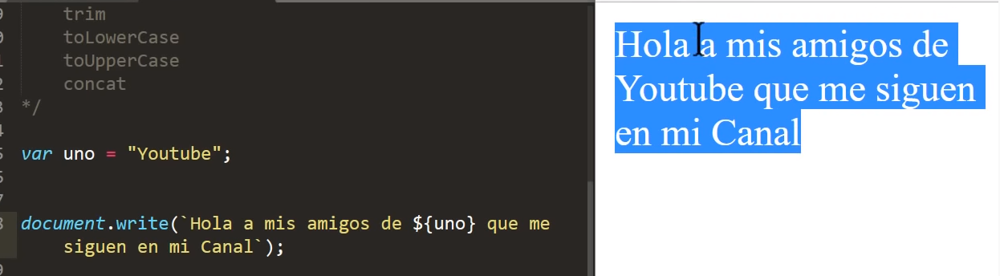 trim
toLowerCase
toUpperCase
concat
*/
var uno = "Youtube";
document.write(`Hola a mis amigos de ${uno} que me
siguen en mi Canal`);
Hola a mis amigos de
Youtube que me siguen
en mi Canal